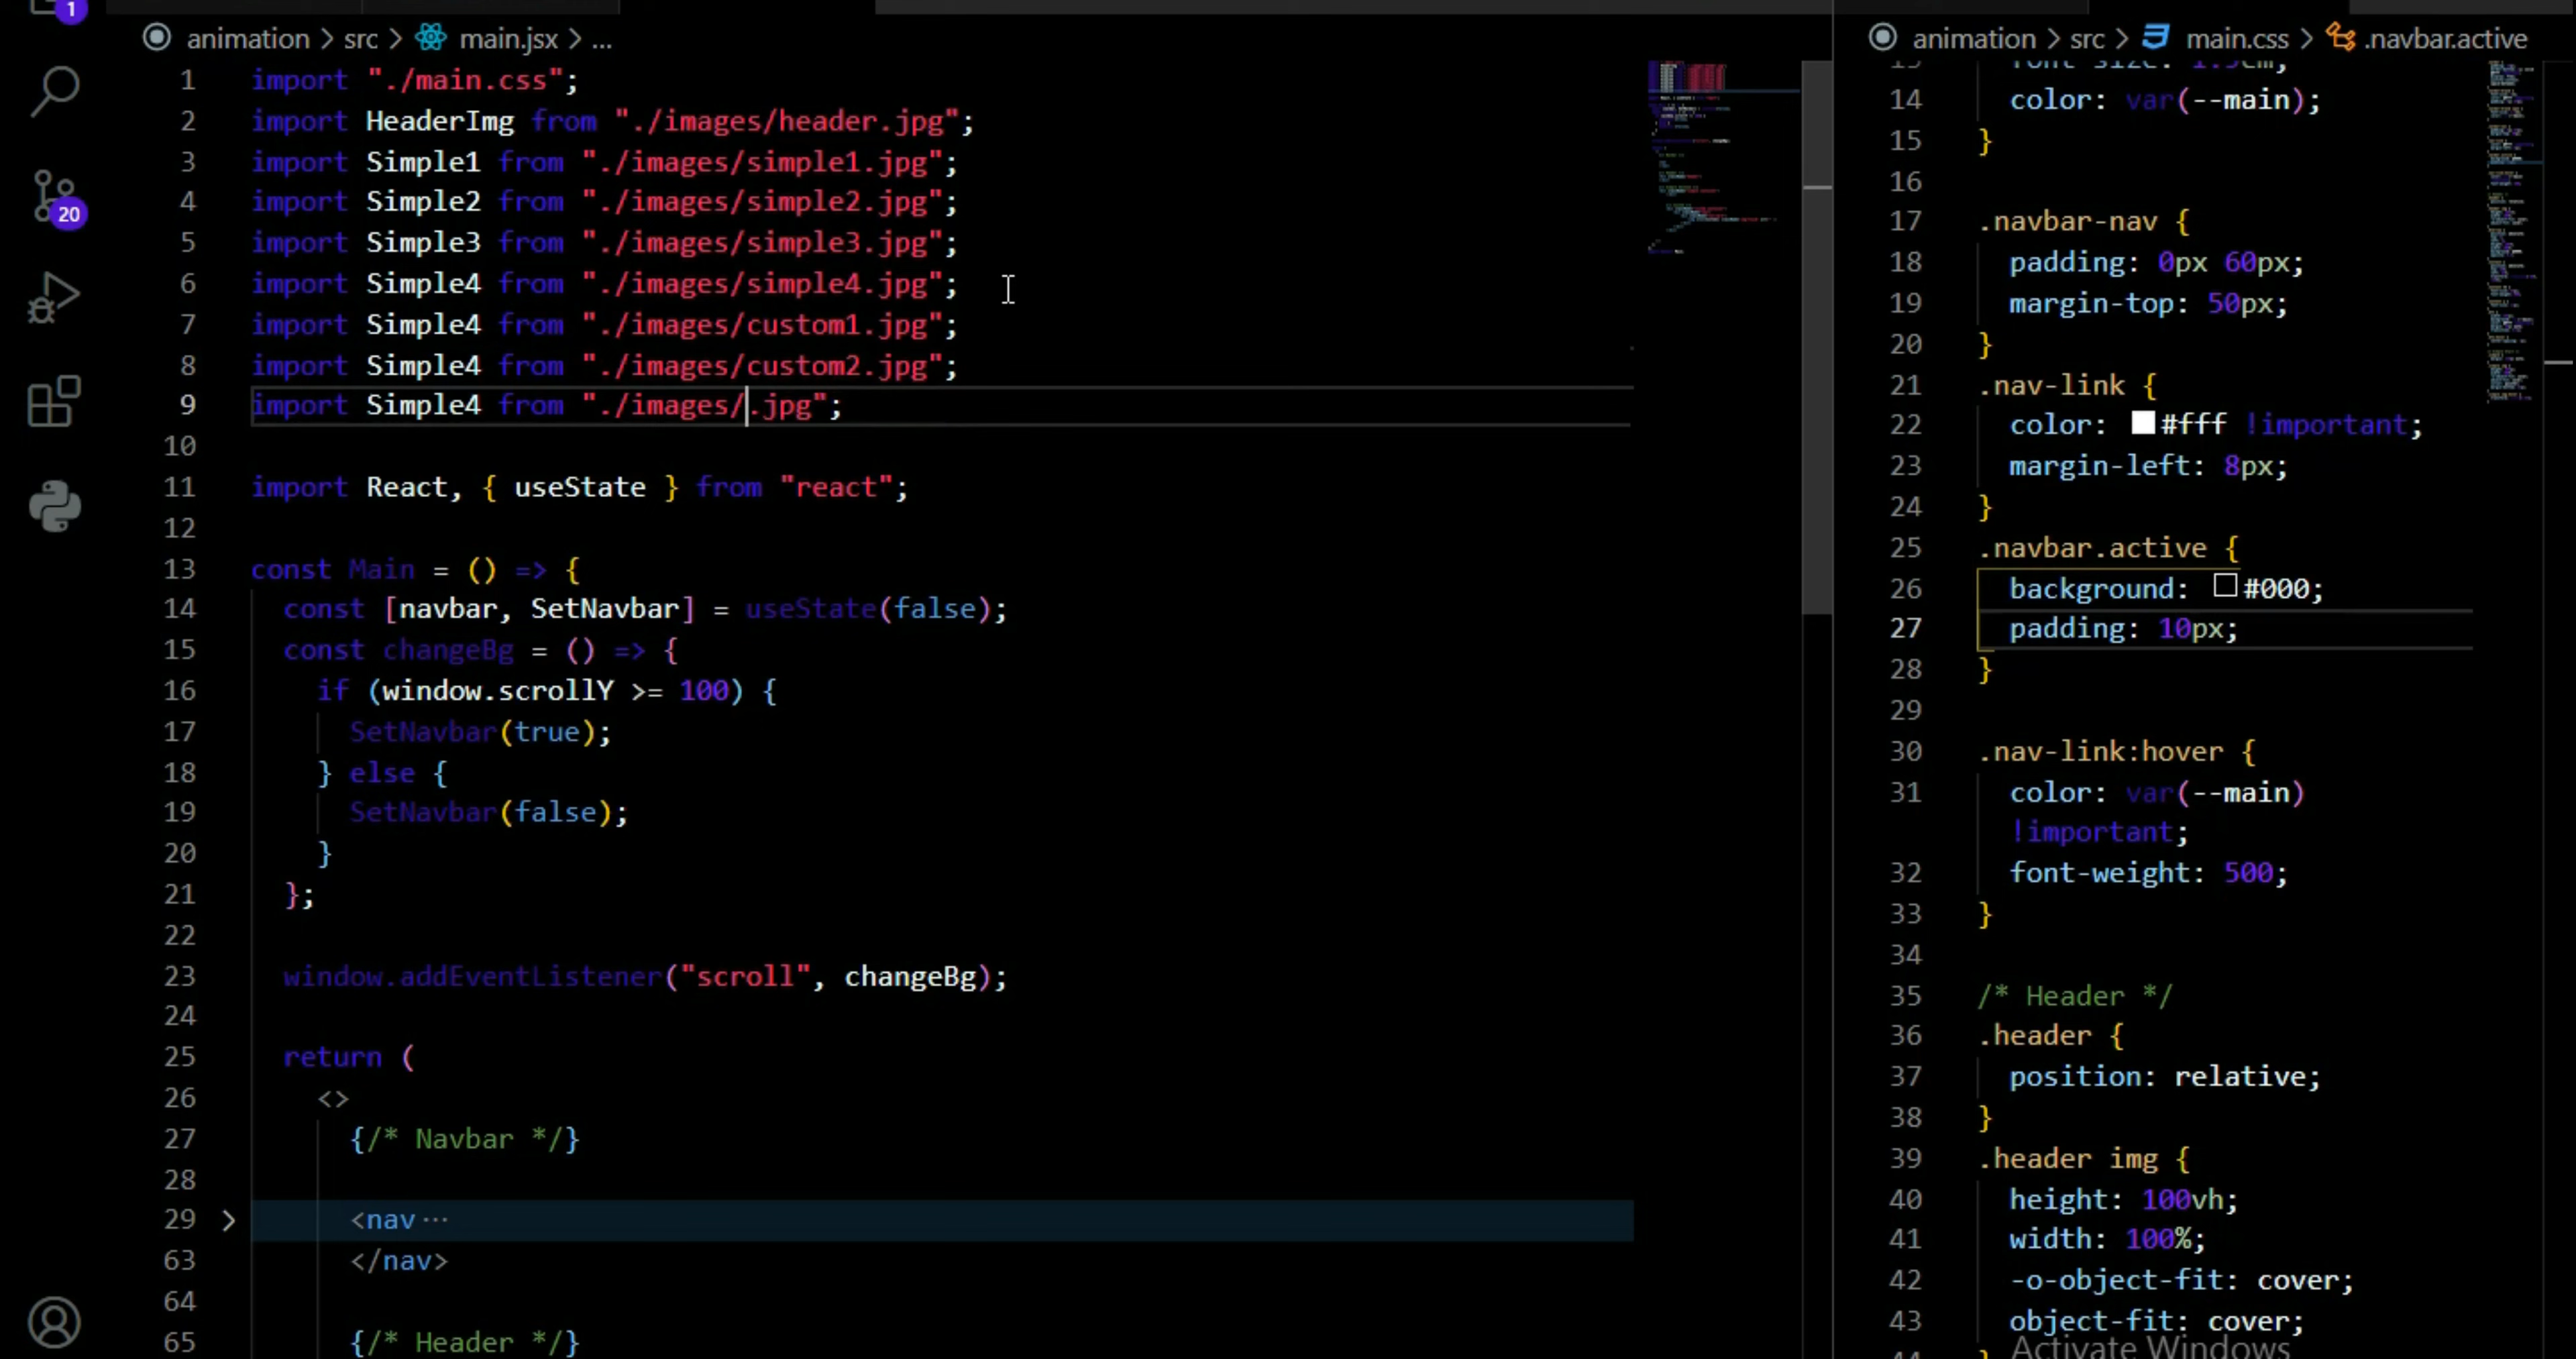 1
20
animation > src > main.jsx > ...
1 import "./main.css";
2 import HeaderImg from "./images/header.jpg";
3 import Simple1 from "./images/simple1.jpg";
4 import Simple2 from "./images/simple2.jpg";
5 import Simple3 from "./images/simple3.jpg";
6 import Simple4 from "./images/simple4.jpg";
7 import Simple4 from "./images/custom1.jpg";
8 import Simple4 from "./images/custom2.jpg";
9 import Simple4 from "./images/.jpg";
10
11 import React, { useState } from "react";
12
13 const Main = () => {
14 const [navbar, SetNavbar] = useState(false);
15 const changeBg = () => {
16 if (window.scrollY >= 100) {
17 SetNavbar(true);
18 } else {
19 SetNavbar(false);
20 }
21 };
22
23 window.addEventListener("scroll", changeBg);
24
25 return (
26 <>
27 {/* Navbar */}
28
29 > <nav ···
63 </nav>
64
65 {/* Header */}
animation > src > main.css > .navbar.active
14 color: var(--main);
15 }
16
17 .navbar-nav {
18 padding: 0px 60px;
19 margin-top: 50px;
20 }
21 .nav-link {
22 color: #fff !important;
23 margin-left: 8px;
24 }
25 .navbar.active {
26 background: #000;
27 padding: 10px;
28 }
29
30 .nav-link:hover {
31 color: var(--main)
!important;
32 font-weight: 500;
33 }
34
35 /* Header */
36 .header {
37 position: relative;
38 }
39 .header img {
40 height: 100vh;
41 width: 100%;
42 -o-object-fit: cover;
43 object-fit: cover;
Activate Windows